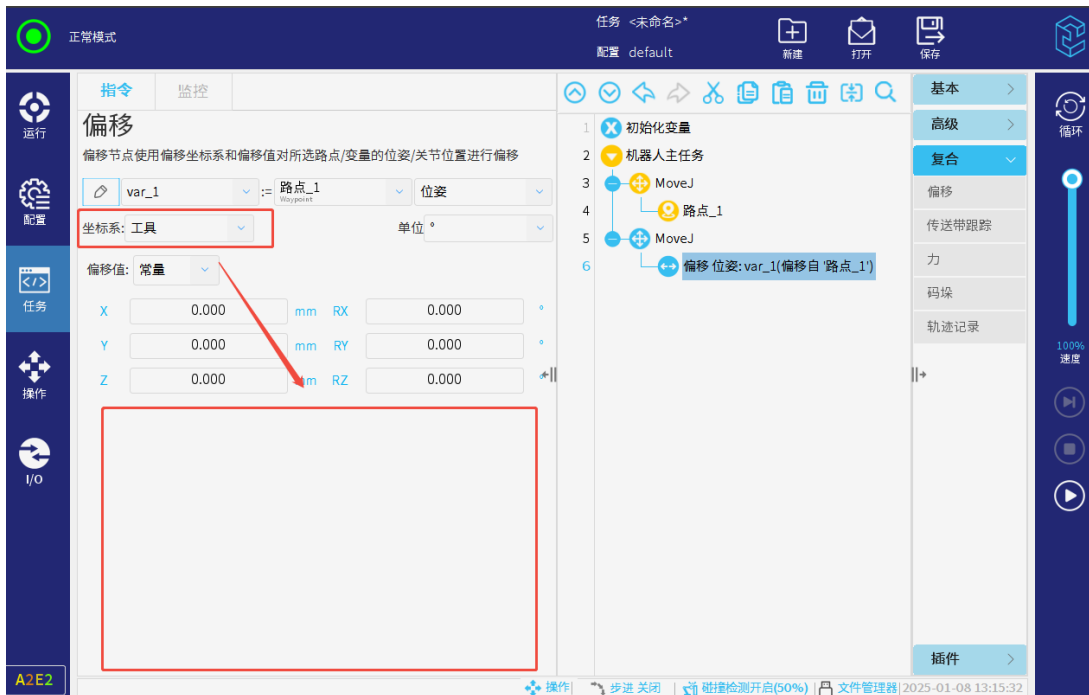 正常模式
任务 <未命名>*
配置 default
新建
打开
保存
运行
配置
任务
操作
I/O
A2E2
指令 监控
偏移
偏移节点使用偏移坐标系和偏移值对所选路点/变量的位姿/关节位置进行偏移
var_1 := 路点_1 位姿
Waypoint
坐标系: 工具 单位 °
偏移值: 常量
X 0.000 mm RX 0.000 °
Y 0.000 mm RY 0.000 °
Z 0.000 mm RZ 0.000 °
1 初始化变量
2 机器人主任务
3 MoveJ
4 路点_1
5 MoveJ
6 偏移 位姿: var_1(偏移自 '路点_1')
基本
高级
复合
偏移
传送带跟踪
力
码垛
轨迹记录
插件
循环
100%
速度
操作 步进 关闭 碰撞检测开启(50%) 文件管理器 2025-01-08 13:15:32